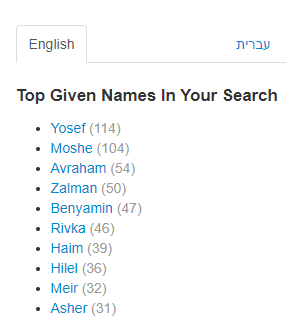 English
עברית
Top Given Names In Your Search
Yosef (114)
Moshe (104)
Avraham (54)
Zalman (50)
Benyamin (47)
Rivka (46)
Haim (39)
Hilel (36)
Meir (32)
Asher (31)